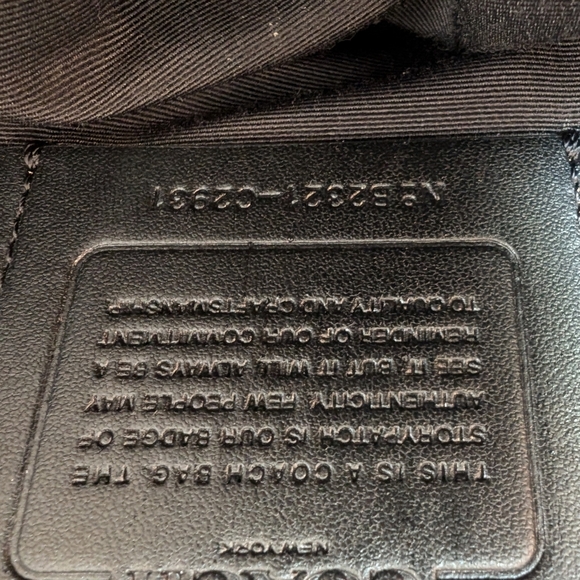 NEW YORK
THIS IS A COACH BAG. THE
STORYPATCH IS OUR BADGE OF
AUTHENTICITY. FEW PEOPLE MAY
SEE IT, BUT IT WILL ALWAYS BE A
REMINDER OF OUR COMMITMENT
TO QUALITY AND CRAFTSMANSHIP
Nº B2321-C2931